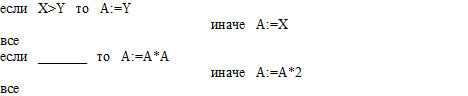 если X>Y то A:=Y
иначе A:=X
все
если _______ то A:=A*A
иначе A:=A*2
все